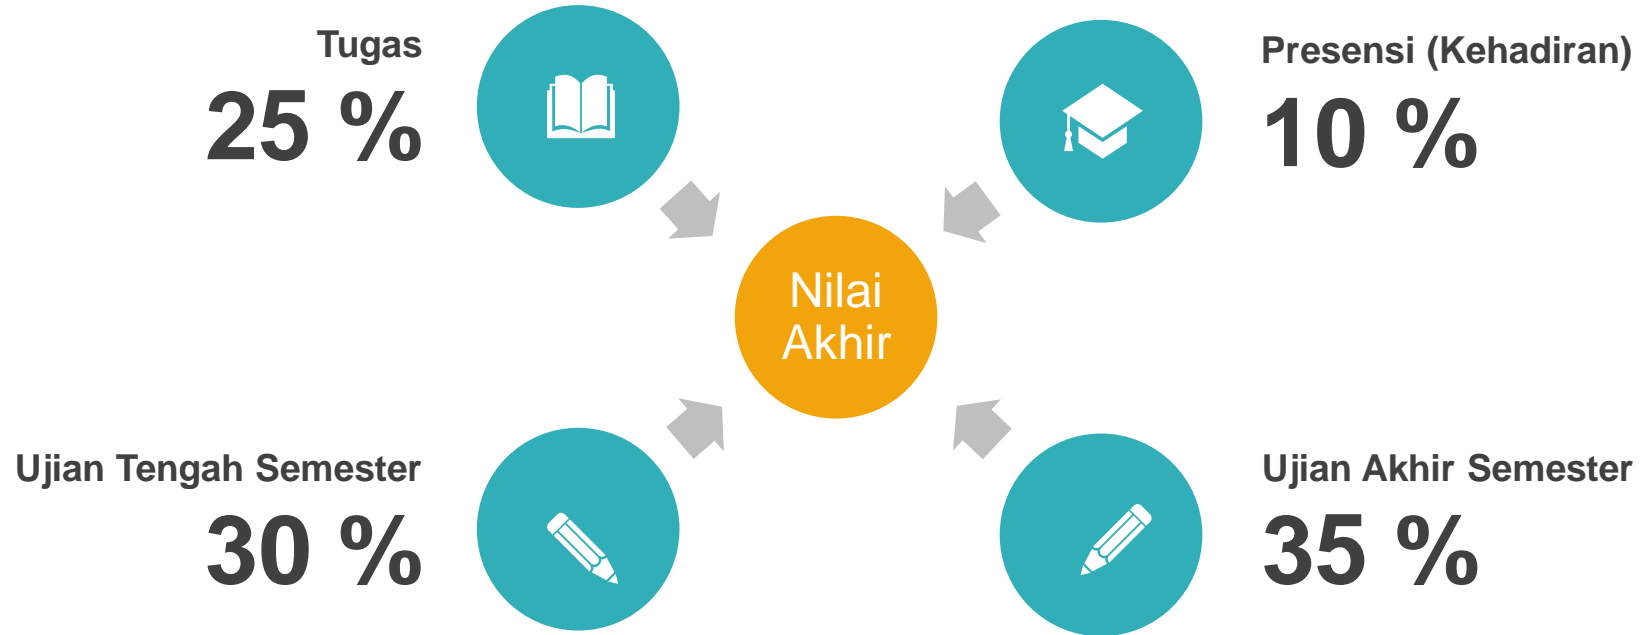 Tugas
25 %
Presensi (Kehadiran)
10 %
Nilai
Akhir
Ujian Tengah Semester
30 %
Ujian Akhir Semester
35 %